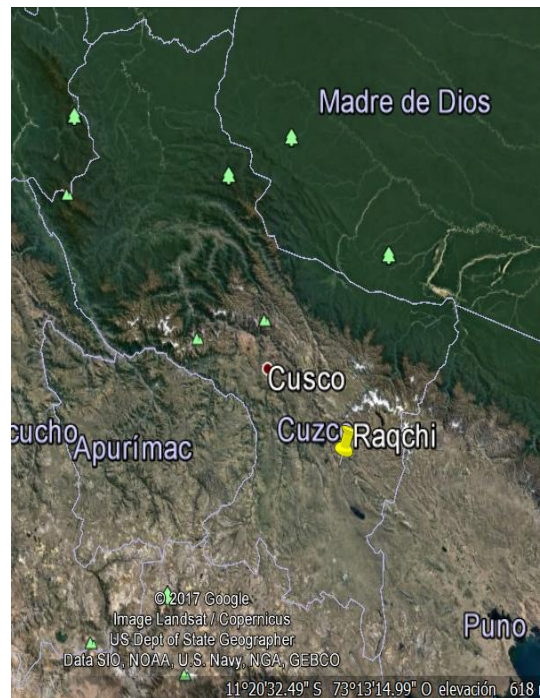 Madre de Dios
Cusco
Cuzco
Raqchi
cucho
Apurímac
© 2017 Google
Image Landsat / Copernicus
US Dept of State Geographer
Data SIO, NOAA, U.S. Navy, NGA, GEBCO
Puno
11°20'32.49" S 73°13'14.99" O elevación 618